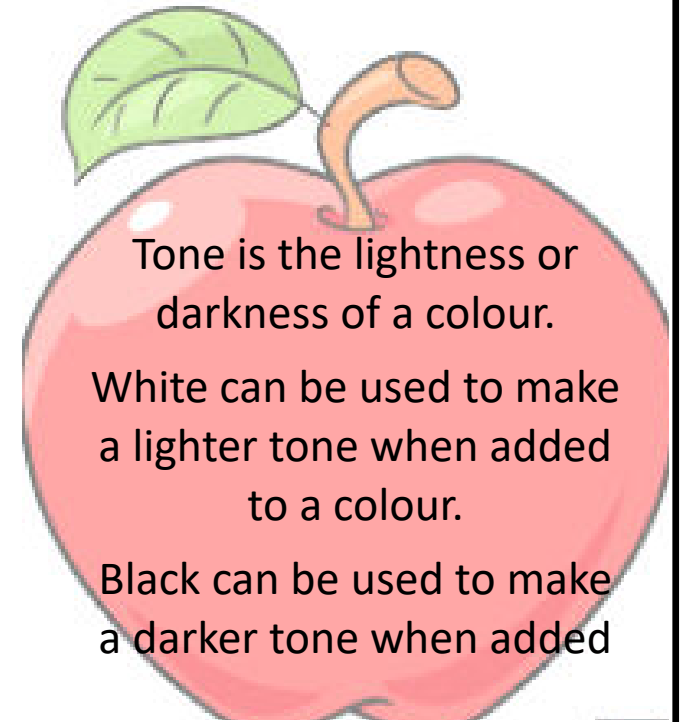 Tone is the lightness or
darkness of a colour.
White can be used to make
a lighter tone when added
to a colour.
Black can be used to make
a darker tone when added